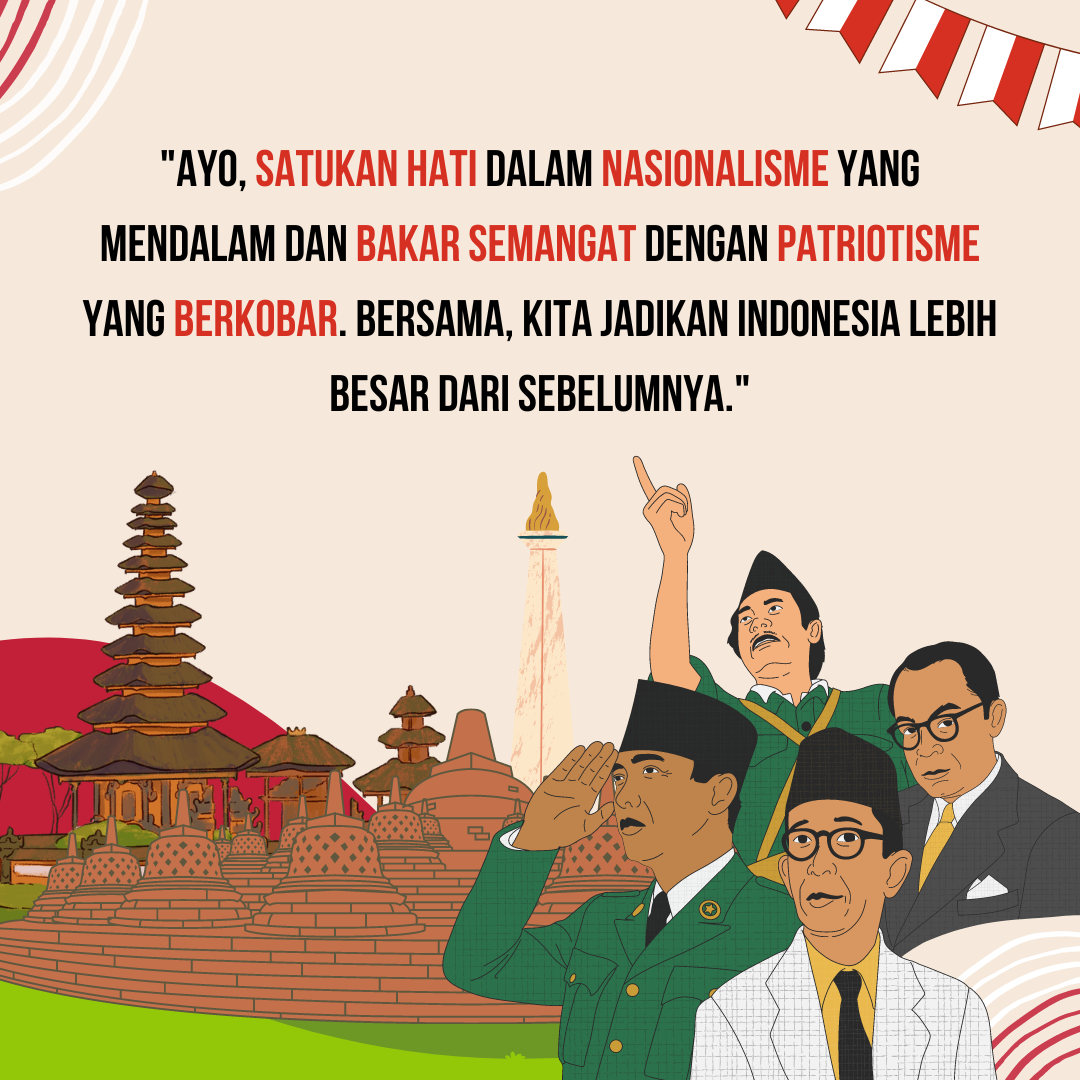 "AYO, SATUKAN HATI DALAM NASIONALISME YANG
MENDALAM DAN BAKAR SEMANGAT DENGAN PATRIOTISME
YANG BERKOBAR. BERSAMA, KITA JADIKAN INDONESIA LEBIH
BESAR DARI SEBELUMNYA."